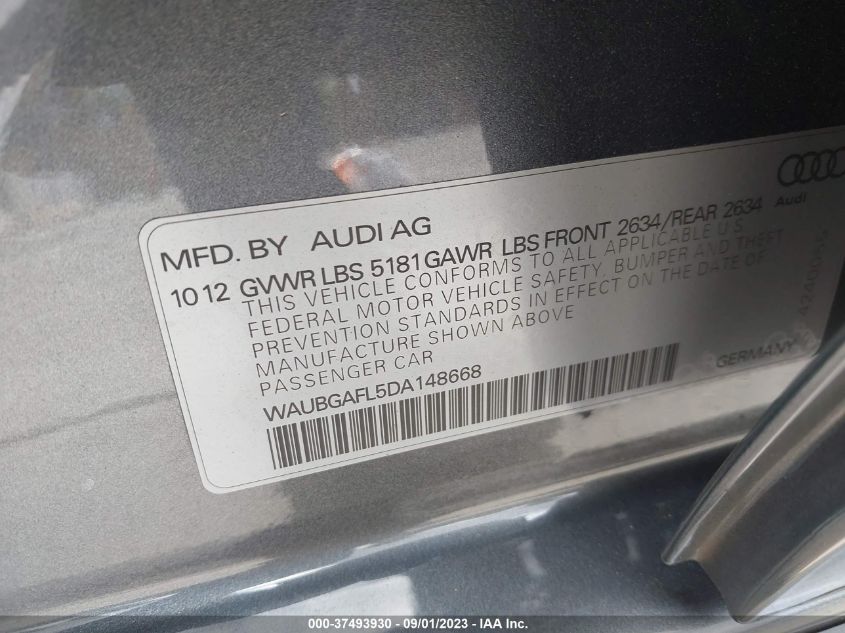 Audi
MFD. BY AUDI AG
10 12 GVWR LBS 5181 GAWR LBS FRONT 2634/REAR 2634
THIS VEHICLE CONFORMS TO ALL APPLICABLE U S
FEDERAL MOTOR VEHICLE SAFETY, BUMPER AND THEFT
PREVENTION STANDARDS IN EFFECT ON THE DATE OF
MANUFACTURE SHOWN ABOVE
PASSENGER CAR
WAUBGAFL5DA148668
GERMANY
000-37493930 - 09/01/2023 - IAA Inc.